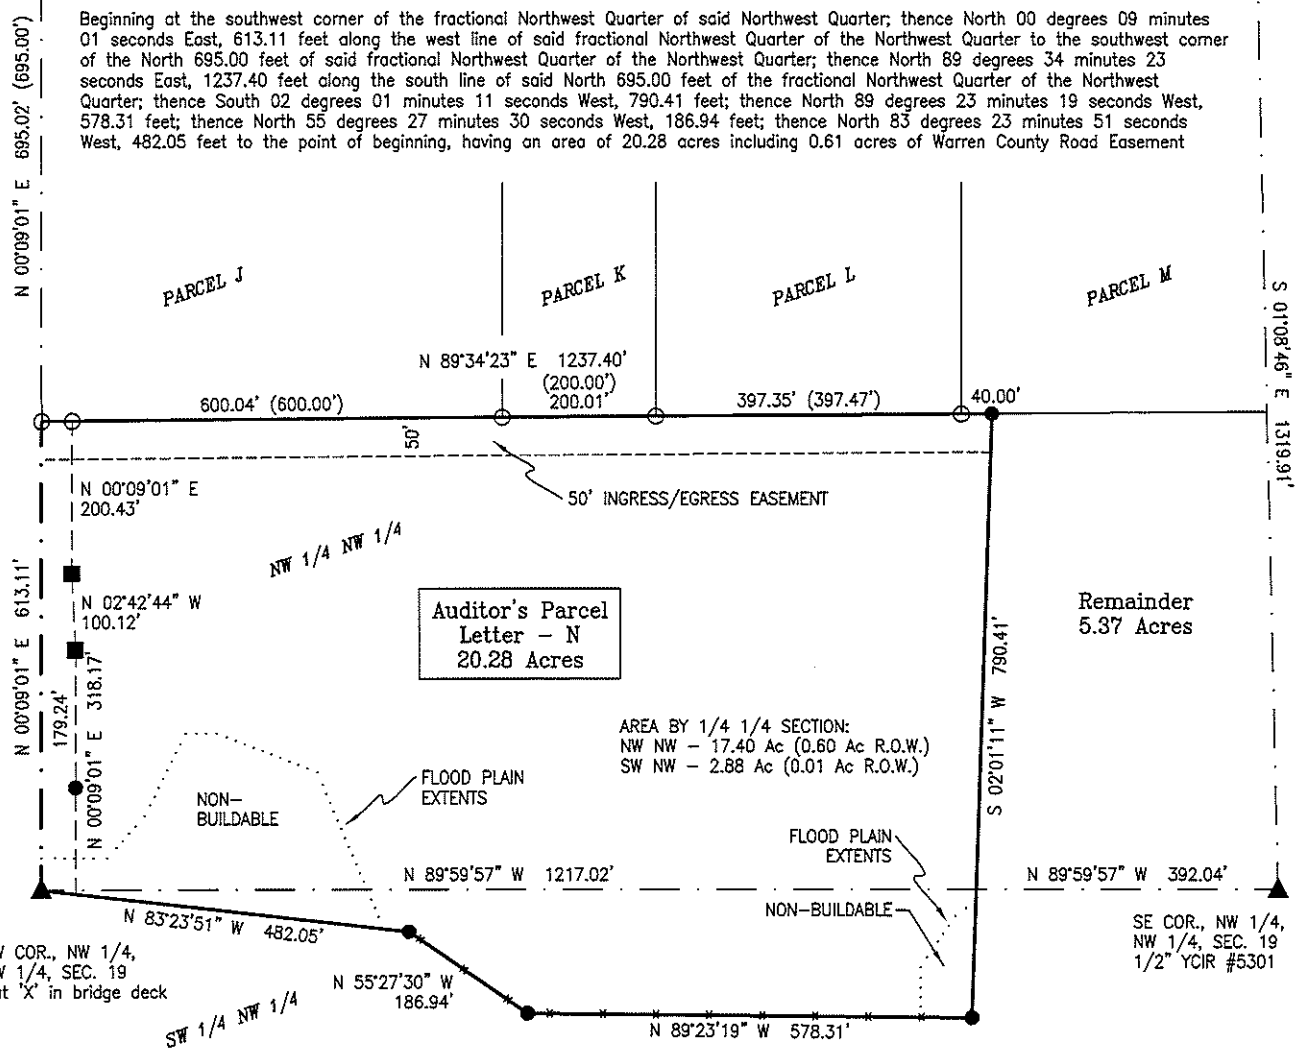 Beginning at the southwest corner of the fractional Northwest Quarter of said Northwest Quarter; thence North 00 degrees 09 minutes
01 seconds East, 613.11 feet along the west line of said fractional Northwest Quarter of the Northwest Quarter to the southwest corner
of the North 695.00 feet of said fractional Northwest Quarter of the Northwest Quarter; thence North 89 degrees 34 minutes 23
seconds East, 1237.40 feet along the south line of said North 695.00 feet of the fractional Northwest Quarter of the Northwest
Quarter; thence South 02 degrees 01 minutes 11 seconds West, 790.41 feet; thence North 89 degrees 23 minutes 19 seconds West,
578.31 feet; thence North 55 degrees 27 minutes 30 seconds West, 186.94 feet; thence North 83 degrees 23 minutes 51 seconds
West, 482.05 feet to the point of beginning, having an area of 20.28 acres including 0.61 acres of Warren County Road Easement
N 00°09'01" E 695.02' (695.00')
PARCEL J
PARCEL K
PARCEL L
PARCEL M
S 01°08'46" E 1319.91'
N 89°34'23" E 1237.40'
(200.00')
600.04' (600.00')
200.01'
397.35' (397.47')
40.00'
50'
N 00°09'01" E
200.43'
50' INGRESS/EGRESS EASEMENT
NW 1/4 NW 1/4
N 00°09'01" E 613.11'
N 02°42'44" W
100.12'
Auditor's Parcel
Letter - N
20.28 Acres
Remainder
5.37 Acres
179.24'
N 00°09'01" E 318.17'
S 02°01'11" W 790.41'
AREA BY 1/4 1/4 SECTION:
NW NW - 17.40 Ac (0.60 Ac R.O.W.)
SW NW - 2.88 Ac (0.01 Ac R.O.W.)
FLOOD PLAIN
EXTENTS
NON-
BUILDABLE
FLOOD PLAIN
EXTENTS
N 89°59'57" W 1217.02'
N 89°59'57" W 392.04'
NON-BUILDABLE
N 83°23'51" W 482.05'
SE COR., NW 1/4,
NW 1/4, SEC. 19
1/2" YCIR #5301
COR., NW 1/4,
1/4, SEC. 19
'X' in bridge deck
N 55°27'30" W
186.94'
SW 1/4 NW 1/4
N 89°23'19" W 578.31'